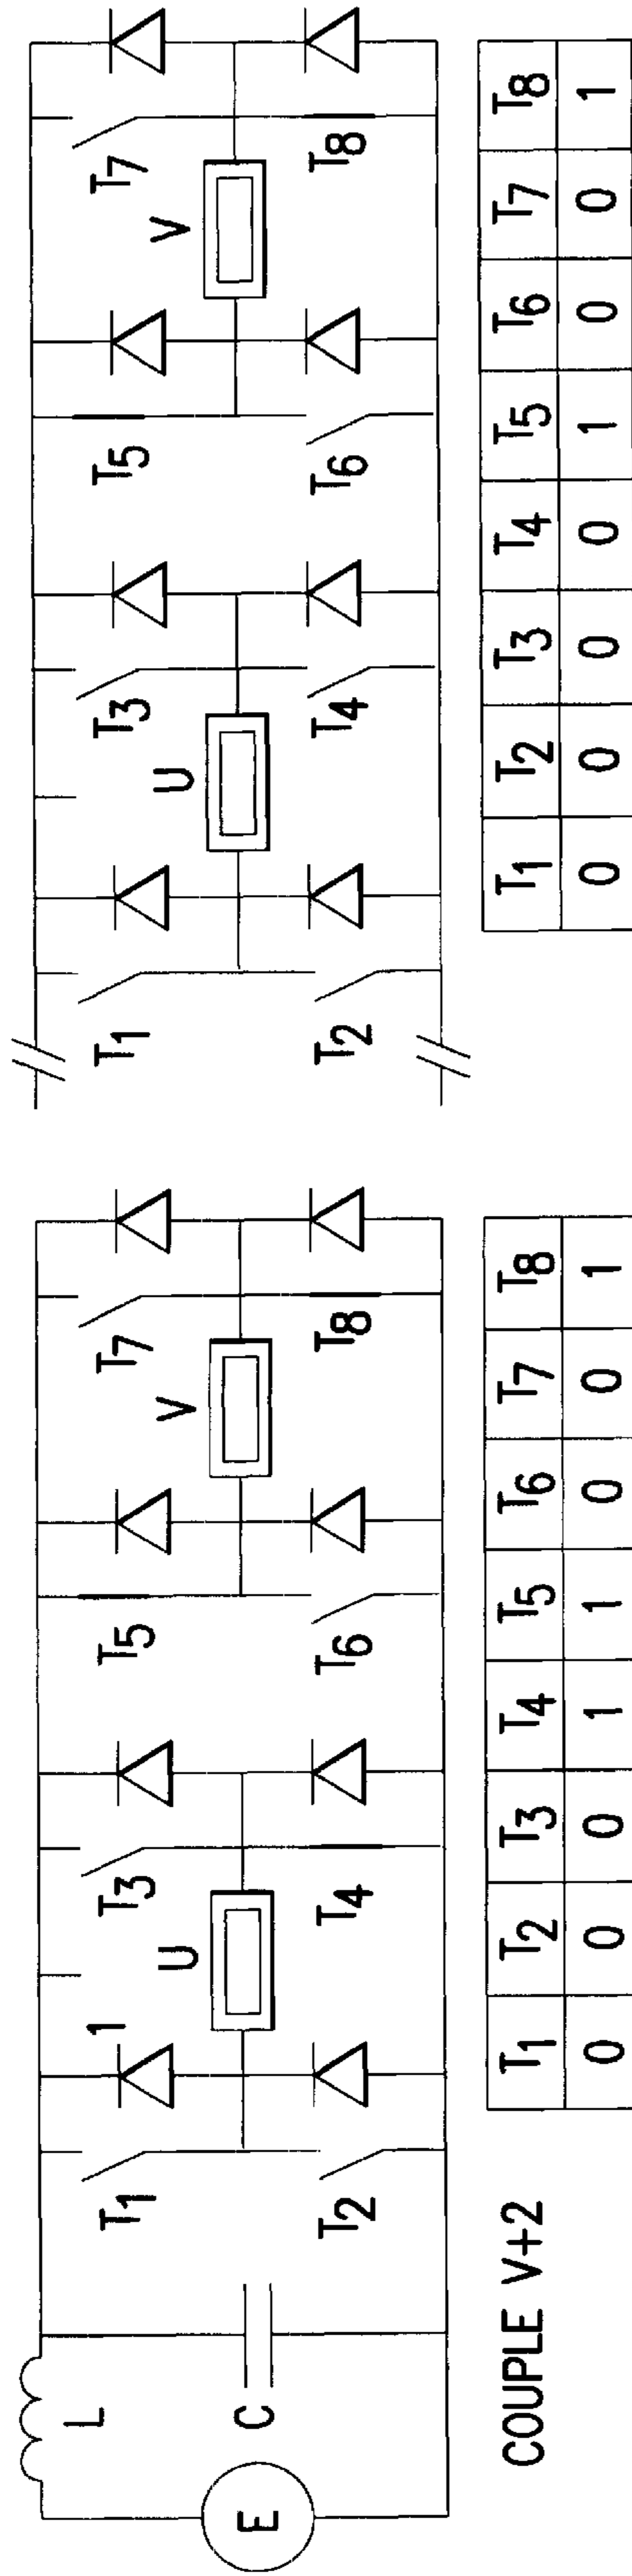 E
L
C
T1
T2
1
U
T3
T4
T5
T6
V
T7
T8
COUPLE V+2
T1 T2 T3 T4 T5 T6 T7 T8
0 0 0 1 1 0 0 1
T1
T2
U
T3
T4
T5
T6
V
T7
T8
T1 T2 T3 T4 T5 T6 T7 T8
0 0 0 0 1 0 0 1